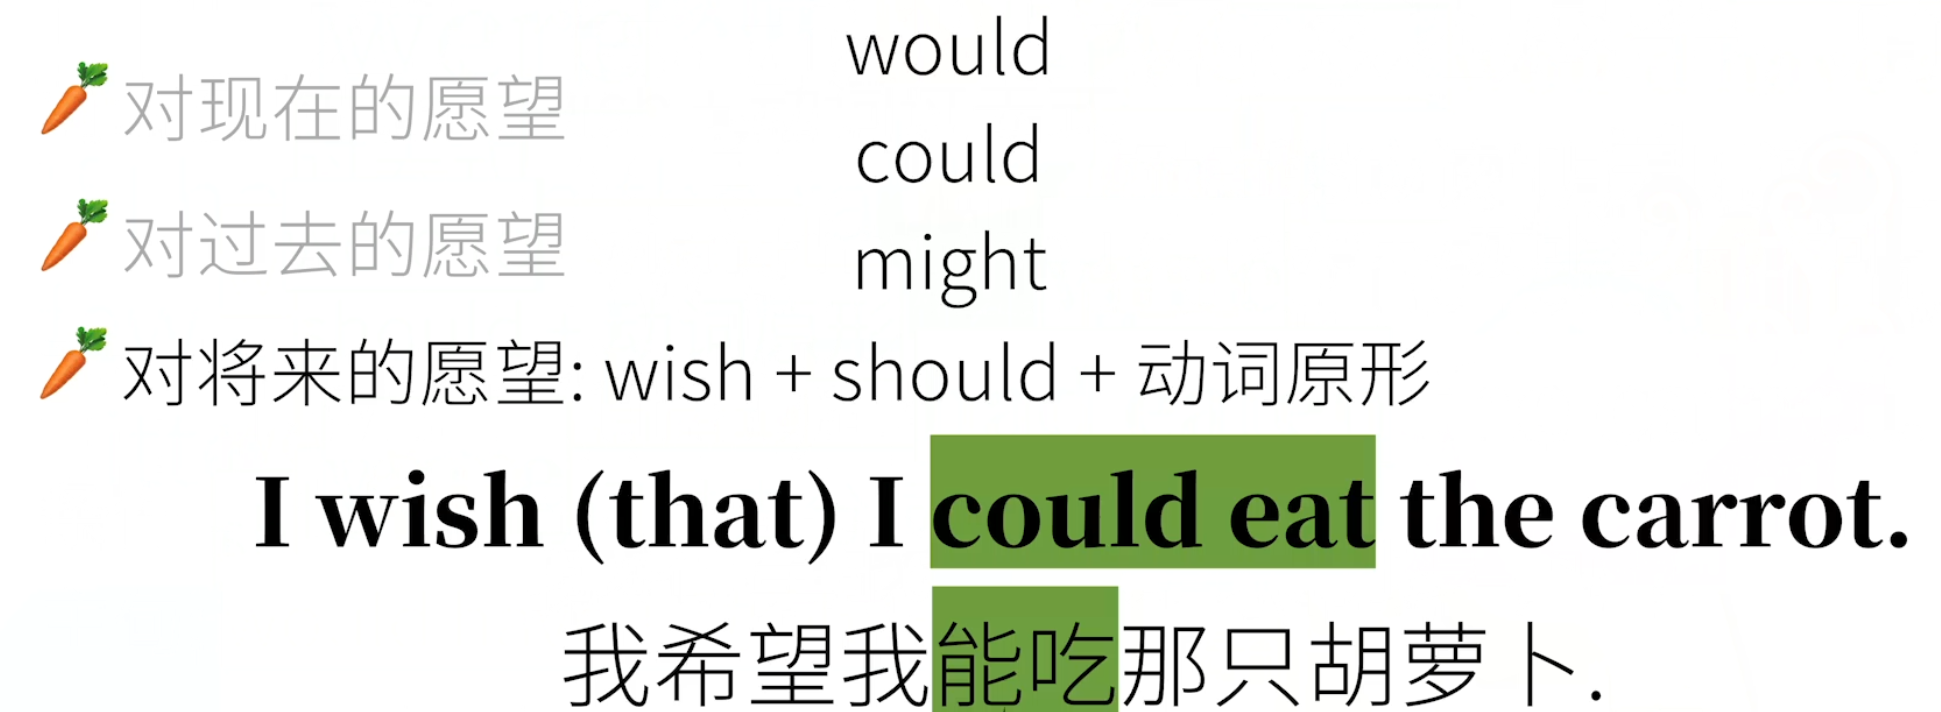 would
对现在的愿望
could
对过去的愿望
might
对将来的愿望: wish + should + 动词原形
I wish (that) I could eat the carrot.
我希望我能吃那只胡萝卜.